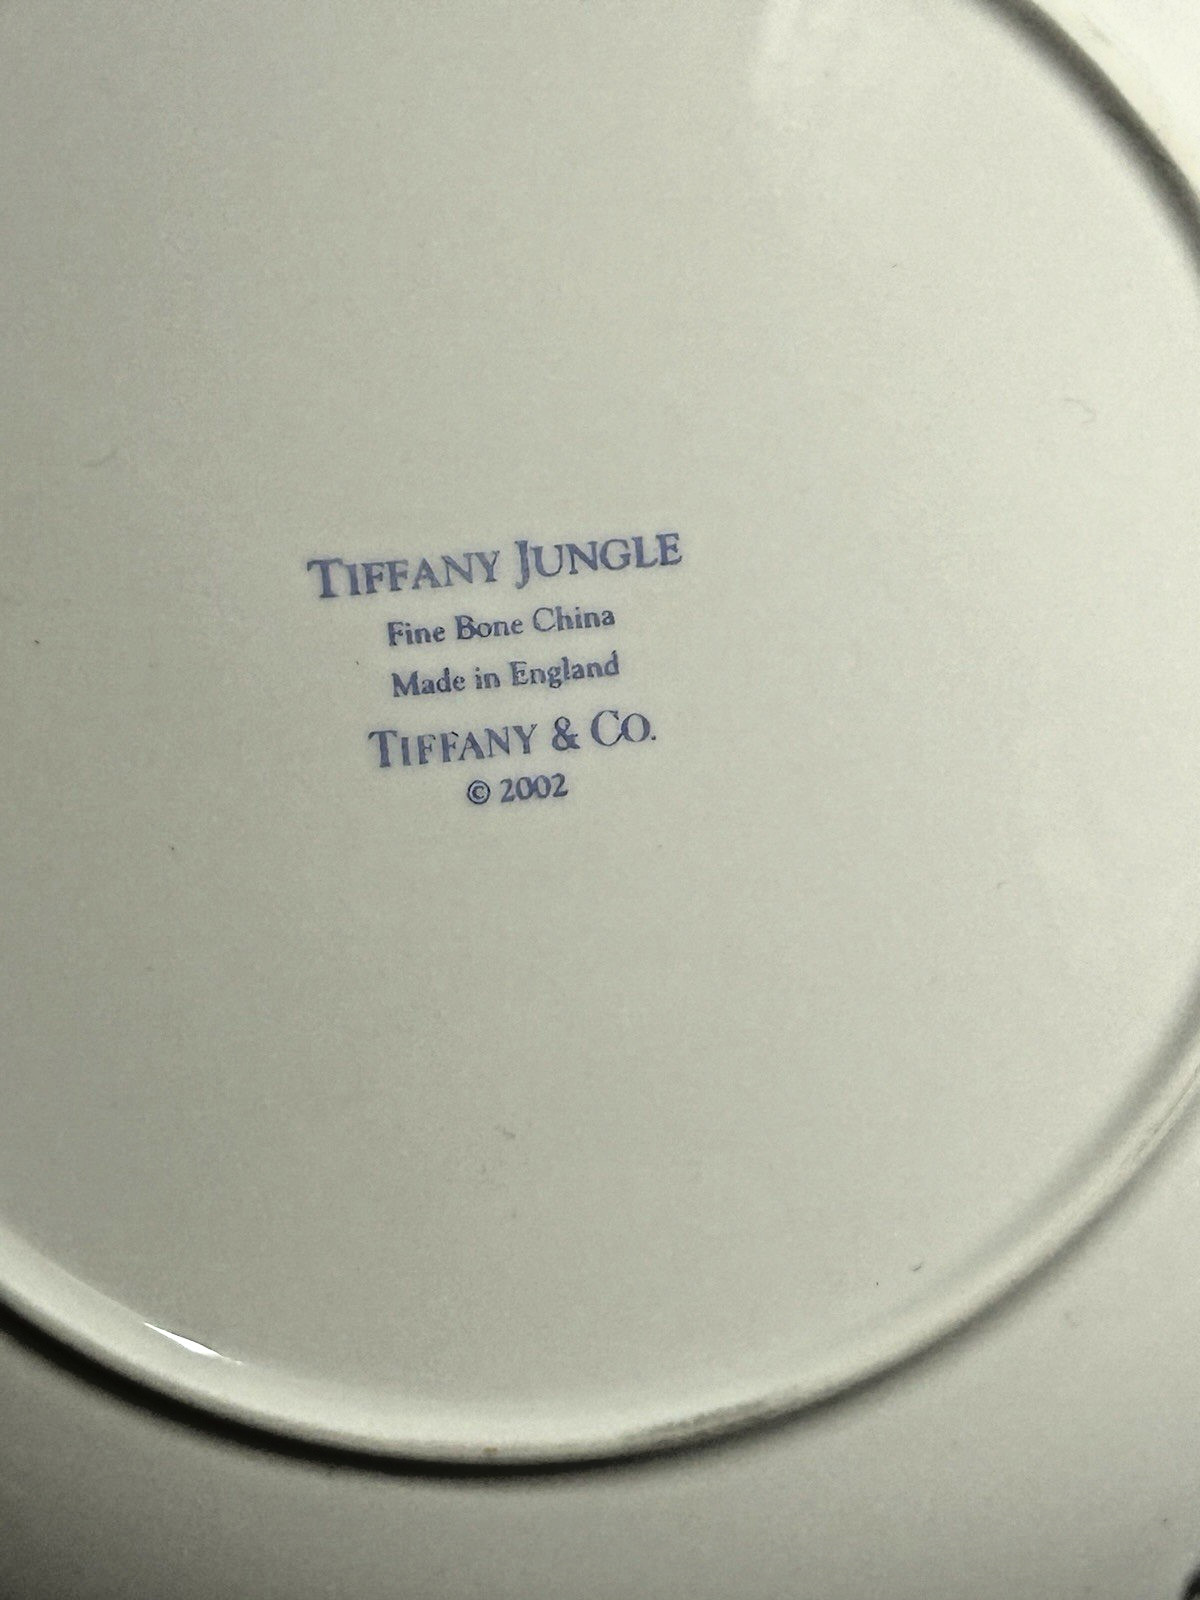 TIFFANY JUNGLE
Fine Bone China
Made in England
TIFFANY & CO.
© 2002